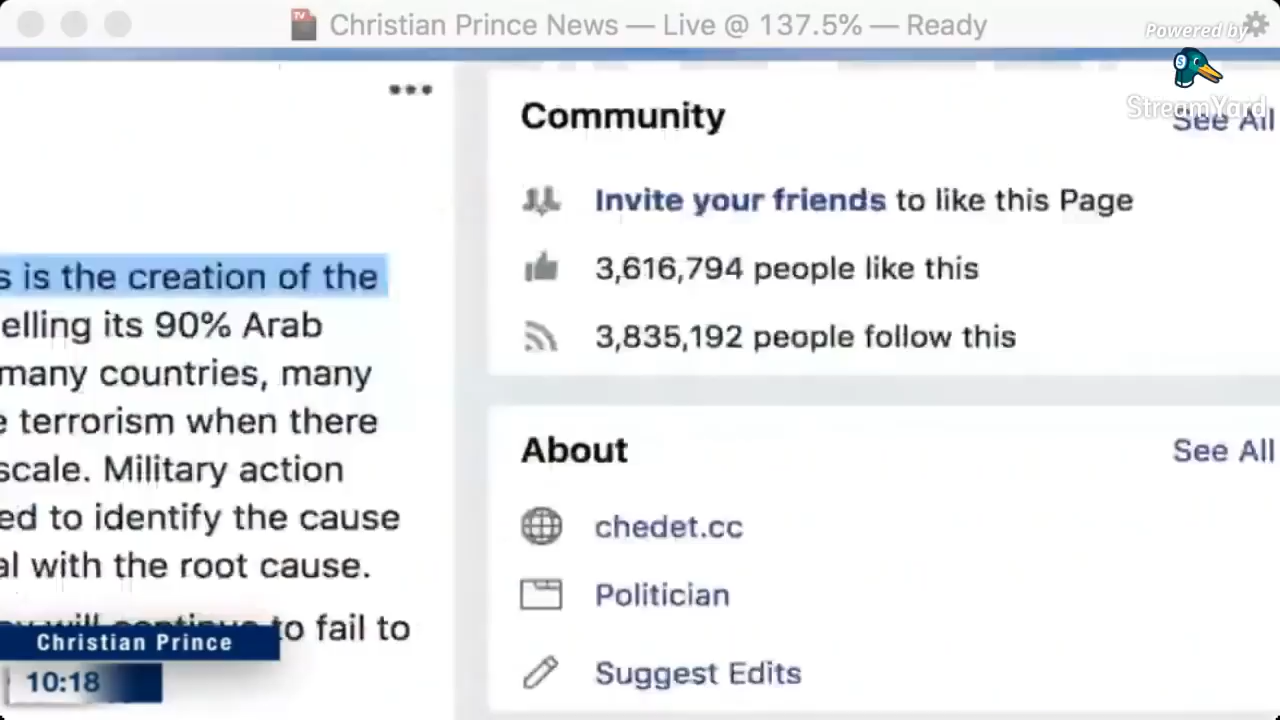 Christian Prince News — Live @ 137.5% — Ready
Powered by
StreamYard
s is the creation of the
elling its 90% Arab
many countries, many
e terrorism when there
scale. Military action
ed to identify the cause
al with the root cause.
will continue to fail to
Community
See All
Invite your friends to like this Page
3,616,794 people like this
3,835,192 people follow this
About
See All
chedet.cc
Politician
Suggest Edits
Christian Prince
10:18